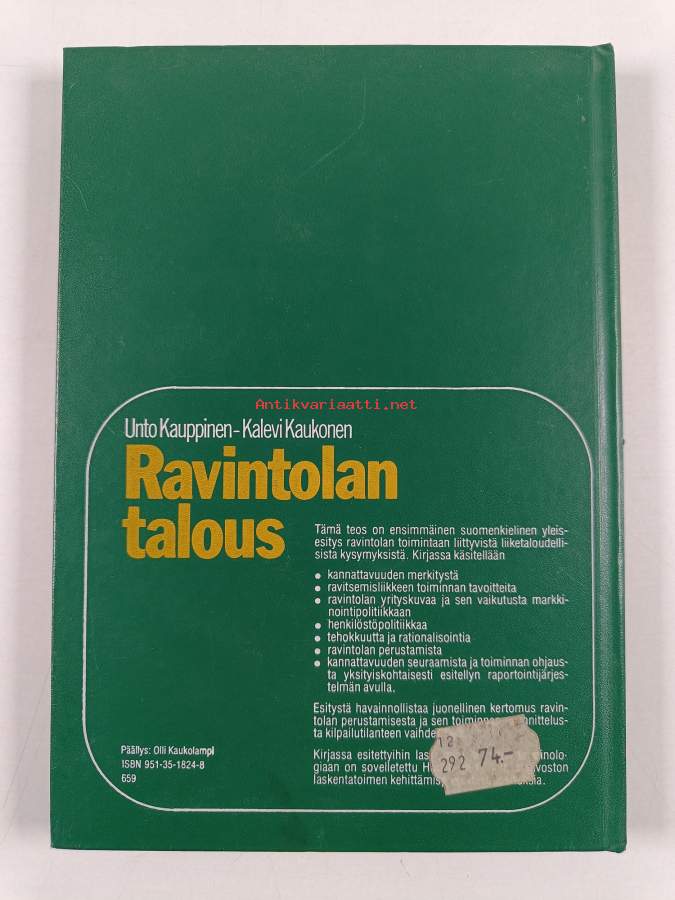 Antikvariaatti.net
Unto Kauppinen - Kalevi Kaukonen
Ravintolan
talous
Tämä teos on ensimmäinen suomenkielinen yleis-
esitys ravintolan toimintaan liittyvistä liiketaloudelli-
sista kysymyksistä. Kirjassa käsitellään
• kannattavuuden merkitystä
• ravitsemisliikkeen toiminnan tavoitteita
• ravintolan yrityskuvaa ja sen vaikutusta markki-
nointipolitiikkaan
• henkilöstöpolitiikkaa
• tehokkuutta ja rationalisointia
• ravintolan perustamista
• kannattavuuden seuraamista ja toiminnan ohjaus-
ta yksityiskohtaisesti esitellyn raportointijärjes-
telmän avulla.
Esitystä havainnollistaa juonellinen kertomus ravin-
tolan perustamisesta ja sen
ta kilpailutilanteen
Kirjassa esitettyihin
giaan on sovellettu
laskentatoimen
12
292 74.-
Päällys: Olli Kaukolampi
ISBN 951-35-1824-8
659